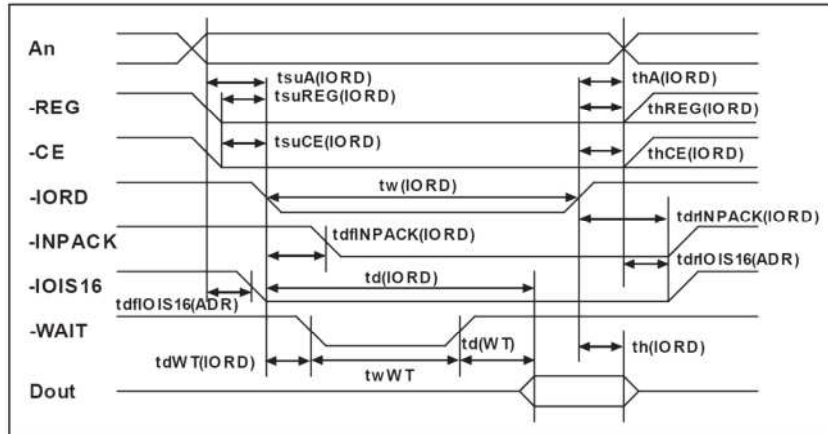 An
tsuA(IORD)
thA(IORD)
tsuREG(IORD)
-REG
thREG(IORD)
-CE
tsuCE(IORD)
thCE(IORD)
-IORD
tw(IORD)
tdrINPACK(IORD)
-INPACK
tdfINPACK(IORD)
tdrIOIS16(ADR)
-IOIS16
td(IORD)
tdfIOIS16(ADR)
-WAIT
td(WT)
th(IORD)
tdWT(IORD)
twWT
Dout